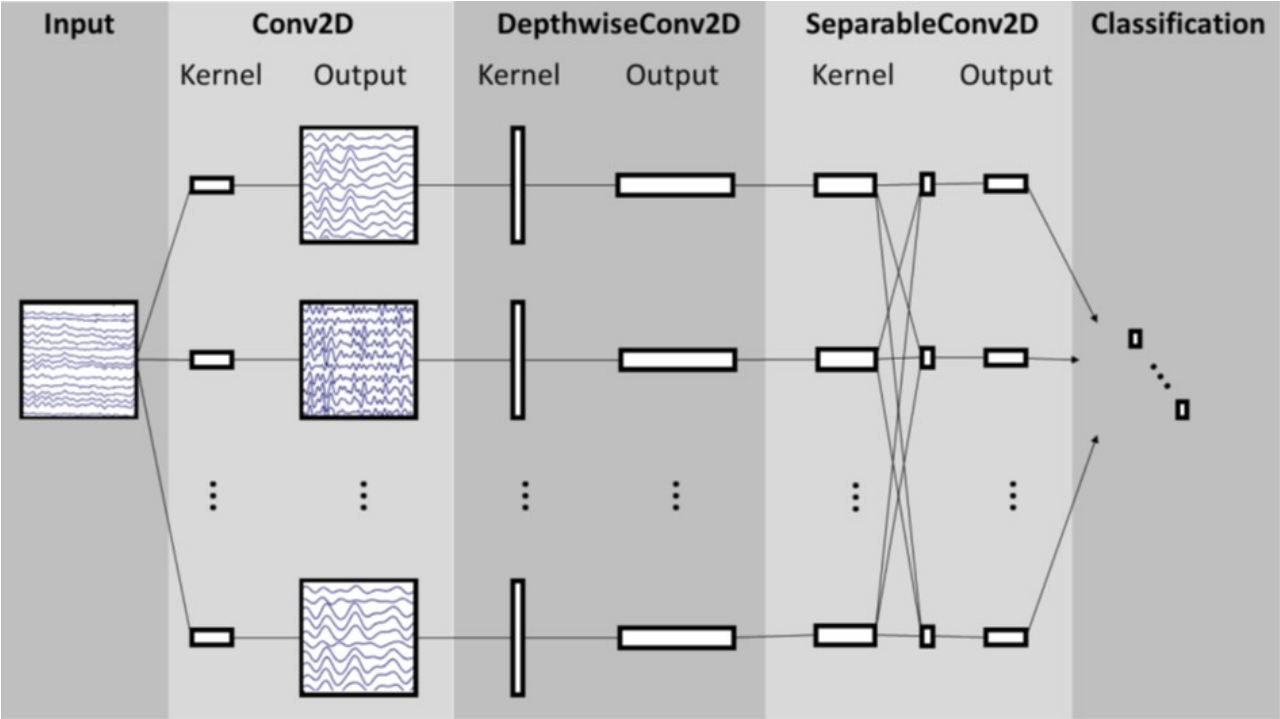 Input Conv2D DepthwiseConv2D SeparableConv2D Classification
Kernel Output Kernel Output Kernel Output